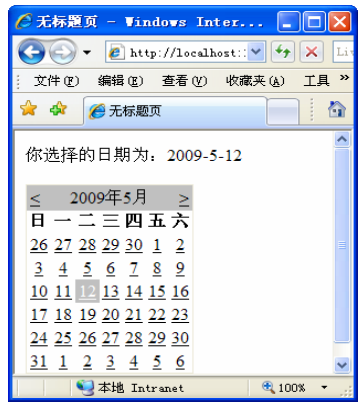 无标题页 - Windows Inter...
http://localhost::
Li
文件(F) 编辑(E) 查看(V) 收藏夹(A) 工具 »
无标题页
你选择的日期为：2009-5-12
< 2009年5月 >
日 一 二 三 四 五 六
26 27 28 29 30 1 2
3 4 5 6 7 8 9
10 11 12 13 14 15 16
17 18 19 20 21 22 23
24 25 26 27 28 29 30
31 1 2 3 4 5 6
本地 Intranet 100%